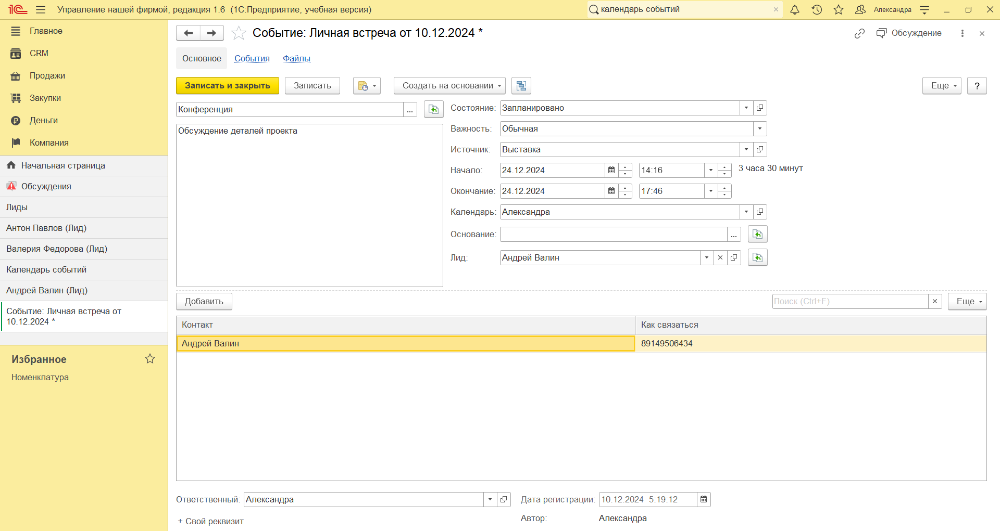 Управление нашей фирмой, редакция 1.6 (1С:Предприятие, учебная версия)
календарь событий
Александра
Главное
CRM
Продажи
Закупки
Деньги
Компания
Начальная страница
Обсуждения
Лиды
Антон Павлов (Лид)
Валерия Федорова (Лид)
Календарь событий
Андрей Валин (Лид)
Событие: Личная встреча от
10.12.2024 *
Избранное
Номенклатура
Событие: Личная встреча от 10.12.2024 *
Обсуждение
Основное События Файлы
Записать и закрыть Записать Создать на основании Еще ?
Конференция ...
Обсуждение деталей проекта
Состояние: Запланировано
Важность: Обычная
Источник: Выставка
Начало: 24.12.2024 14:16 3 часа 30 минут
Окончание: 24.12.2024 17:46
Календарь: Александра
Основание: ...
Лид: Андрей Валин
Добавить Поиск (Ctrl+F) Еще
Контакт Как связаться
Андрей Валин 89149506434
Ответственный: Александра Дата регистрации: 10.12.2024 5:19:12
+ Свой реквизит Автор: Александра